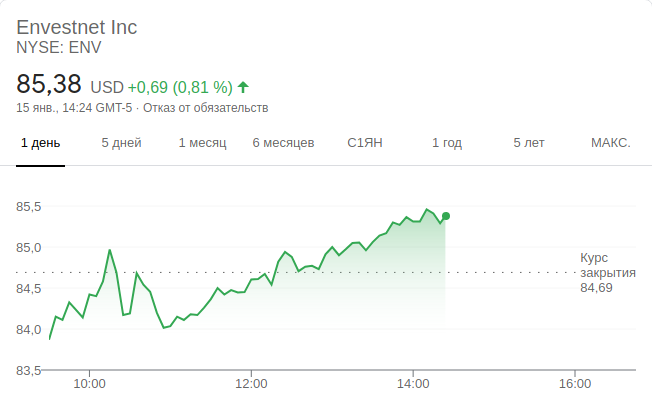 Envestnet Inc
NYSE: ENV
85,38 USD +0,69 (0,81 %)
15 янв., 14:24 GMT-5 · Отказ от обязательств
1 день 5 дней 1 месяц 6 месяцев С1ЯН 1 год 5 лет МАКС.
85,5
85,0
Курс
закрытия
84,5
84,69
84,0
83,5
10:00 12:00 14:00 16:00